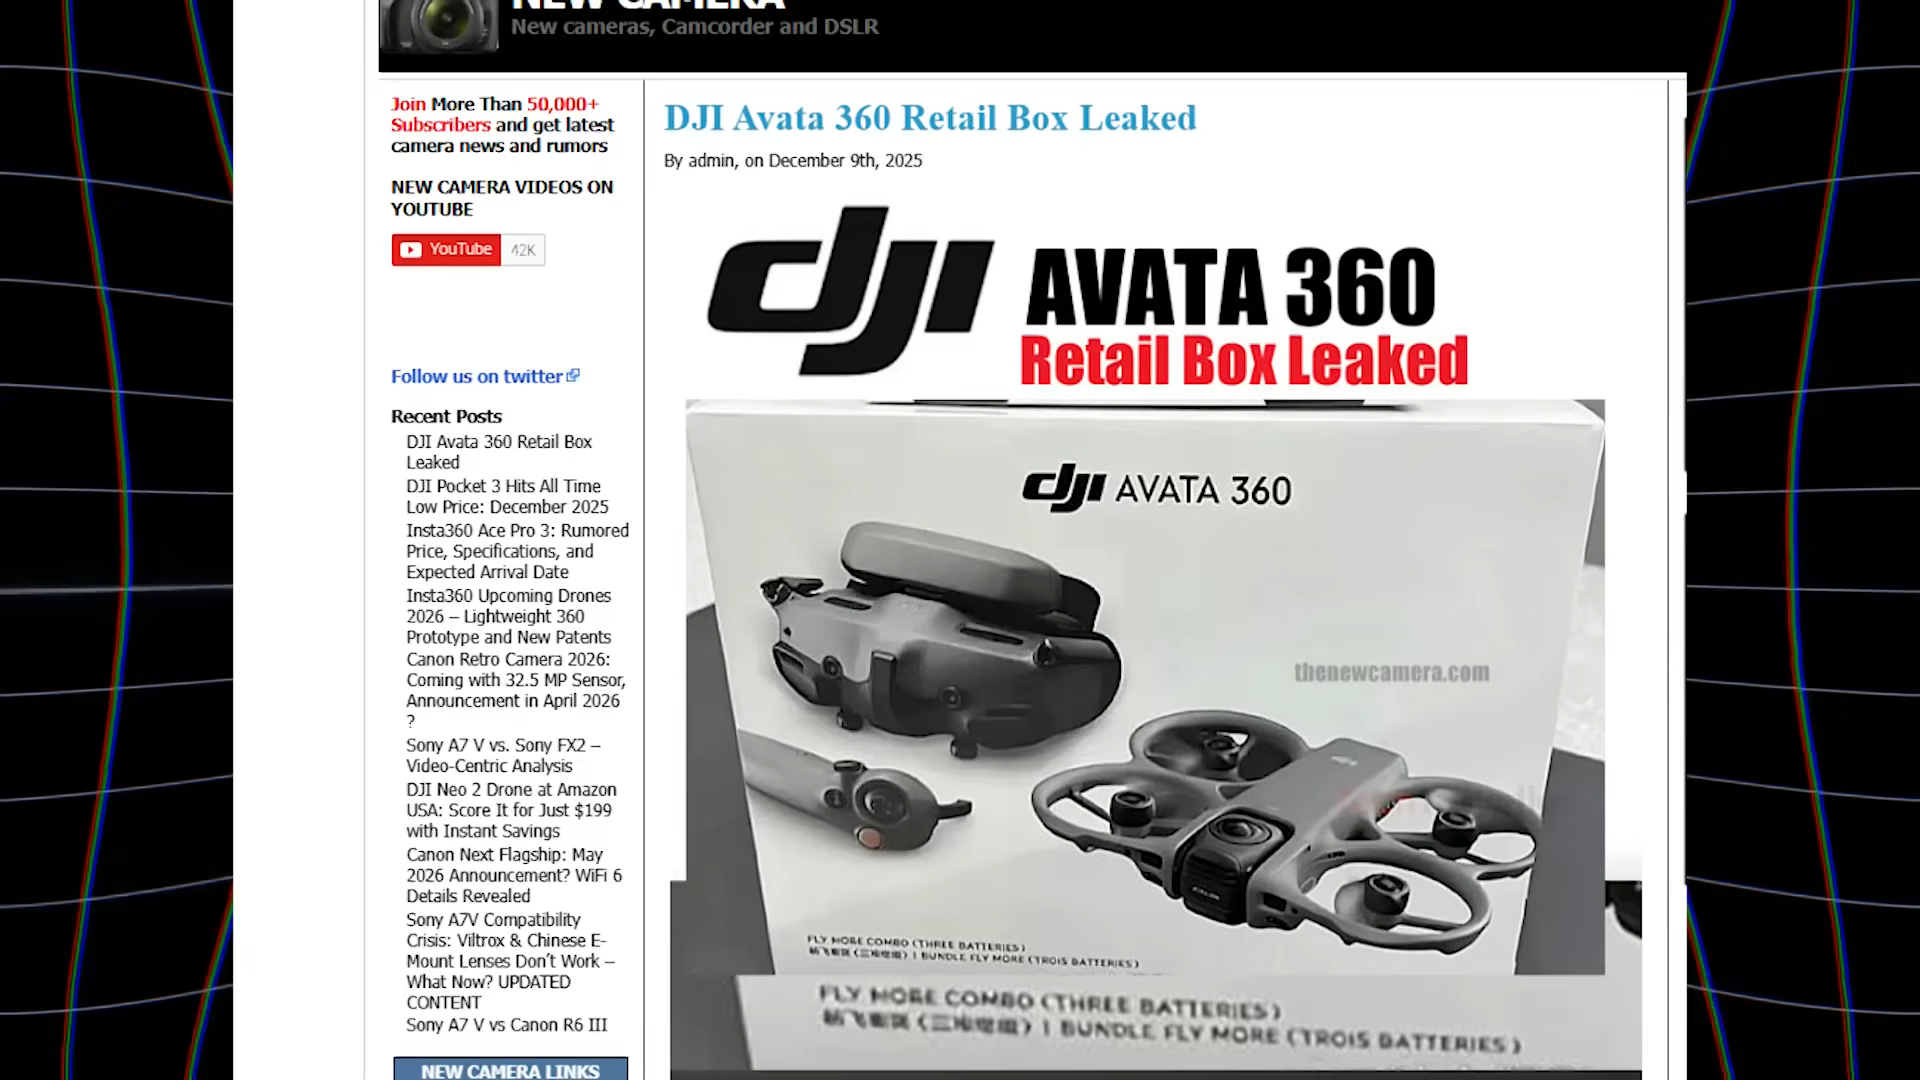 NEW CAMERA
New cameras, Camcorder and DSLR
Join More Than 50,000+
Subscribers and get latest
camera news and rumors
NEW CAMERA VIDEOS ON
YOUTUBE
YouTube 42K
Follow us on twitter
Recent Posts
DJI Avata 360 Retail Box
Leaked
DJI Pocket 3 Hits All Time
Low Price: December 2025
Insta360 Ace Pro 3: Rumored
Price, Specifications, and
Expected Arrival Date
Insta360 Upcoming Drones
2026 – Lightweight 360
Prototype and New Patents
Canon Retro Camera 2026:
Coming with 32.5 MP Sensor,
Announcement in April 2026
?
Sony A7 V vs. Sony FX2 –
Video-Centric Analysis
DJI Neo 2 Drone at Amazon
USA: Score It for Just $199
with Instant Savings
Canon Next Flagship: May
2026 Announcement? WiFi 6
Details Revealed
Sony A7V Compatibility
Crisis: Viltrox & Chinese E-
Mount Lenses Don't Work –
What Now? UPDATED
CONTENT
Sony A7 V vs Canon R6 III
NEW CAMERA LINKS
DJI Avata 360 Retail Box Leaked
By admin, on December 9th, 2025
dji AVATA 360
Retail Box Leaked
dji AVATA 360
thenewcamera.com
FLY MORE COMBO (THREE BATTERIES)
BUNDLE FLY MORE (TROIS BATTERIES)
FLY MORE COMBO (THREE BATTERIES)
BUNDLE FLY MORE (TROIS BATTERIES)